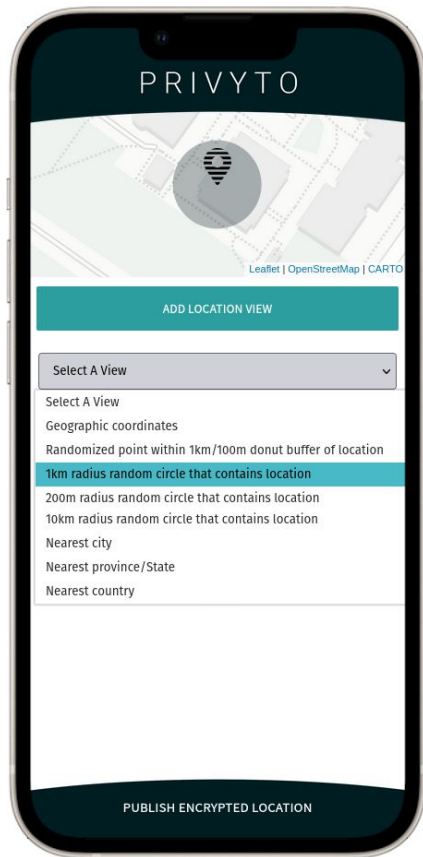 PRIVYTO
Leaflet | OpenStreetMap | CARTO
ADD LOCATION VIEW
Select A View
Select A View
Geographic coordinates
Randomized point within 1km/100m donut buffer of location
1km radius random circle that contains location
200m radius random circle that contains location
10km radius random circle that contains location
Nearest city
Nearest province/State
Nearest country
PUBLISH ENCRYPTED LOCATION